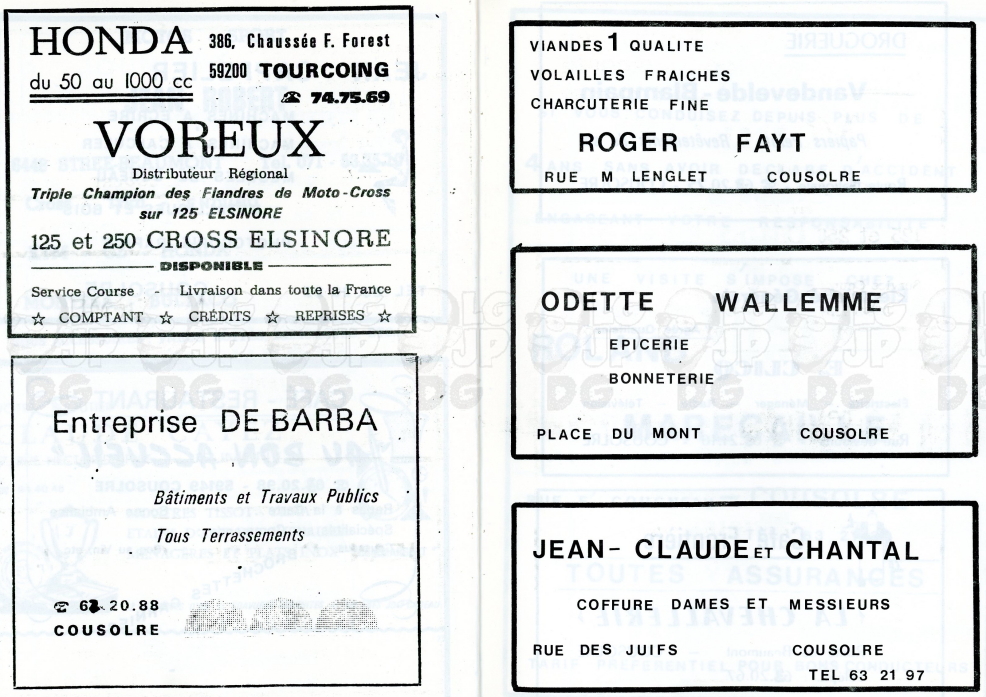 HONDA
du 50 au 1000 cc
386, Chaussée F. Forest
59200 TOURCOING
☎ 74.75.69
VOREUX
Distributeur Régional
Triple Champion des Flandres de Moto-Cross
sur 125 ELSINORE
125 et 250 CROSS ELSINORE
DISPONIBLE
Service Course Livraison dans toute la France
☆ COMPTANT ☆ CRÉDITS ☆ REPRISES ☆
Entreprise DE BARBA
Bâtiments et Travaux Publics
Tous Terrassements
COUSOLRE
VIANDES 1 QUALITE
VOLAILLES FRAICHES
CHARCUTERIE FINE
ROGER FAYT
RUE M LENGLET COUSOLRE
ODETTE WALLEMME
EPICERIE
BONNETERIE
PLACE DU MONT COUSOLRE
JEAN-CLAUDE ET CHANTAL
COFFURE DAMES ET MESSIEURS
RUE DES JUIFS COUSOLRE
TEL 63 21 97